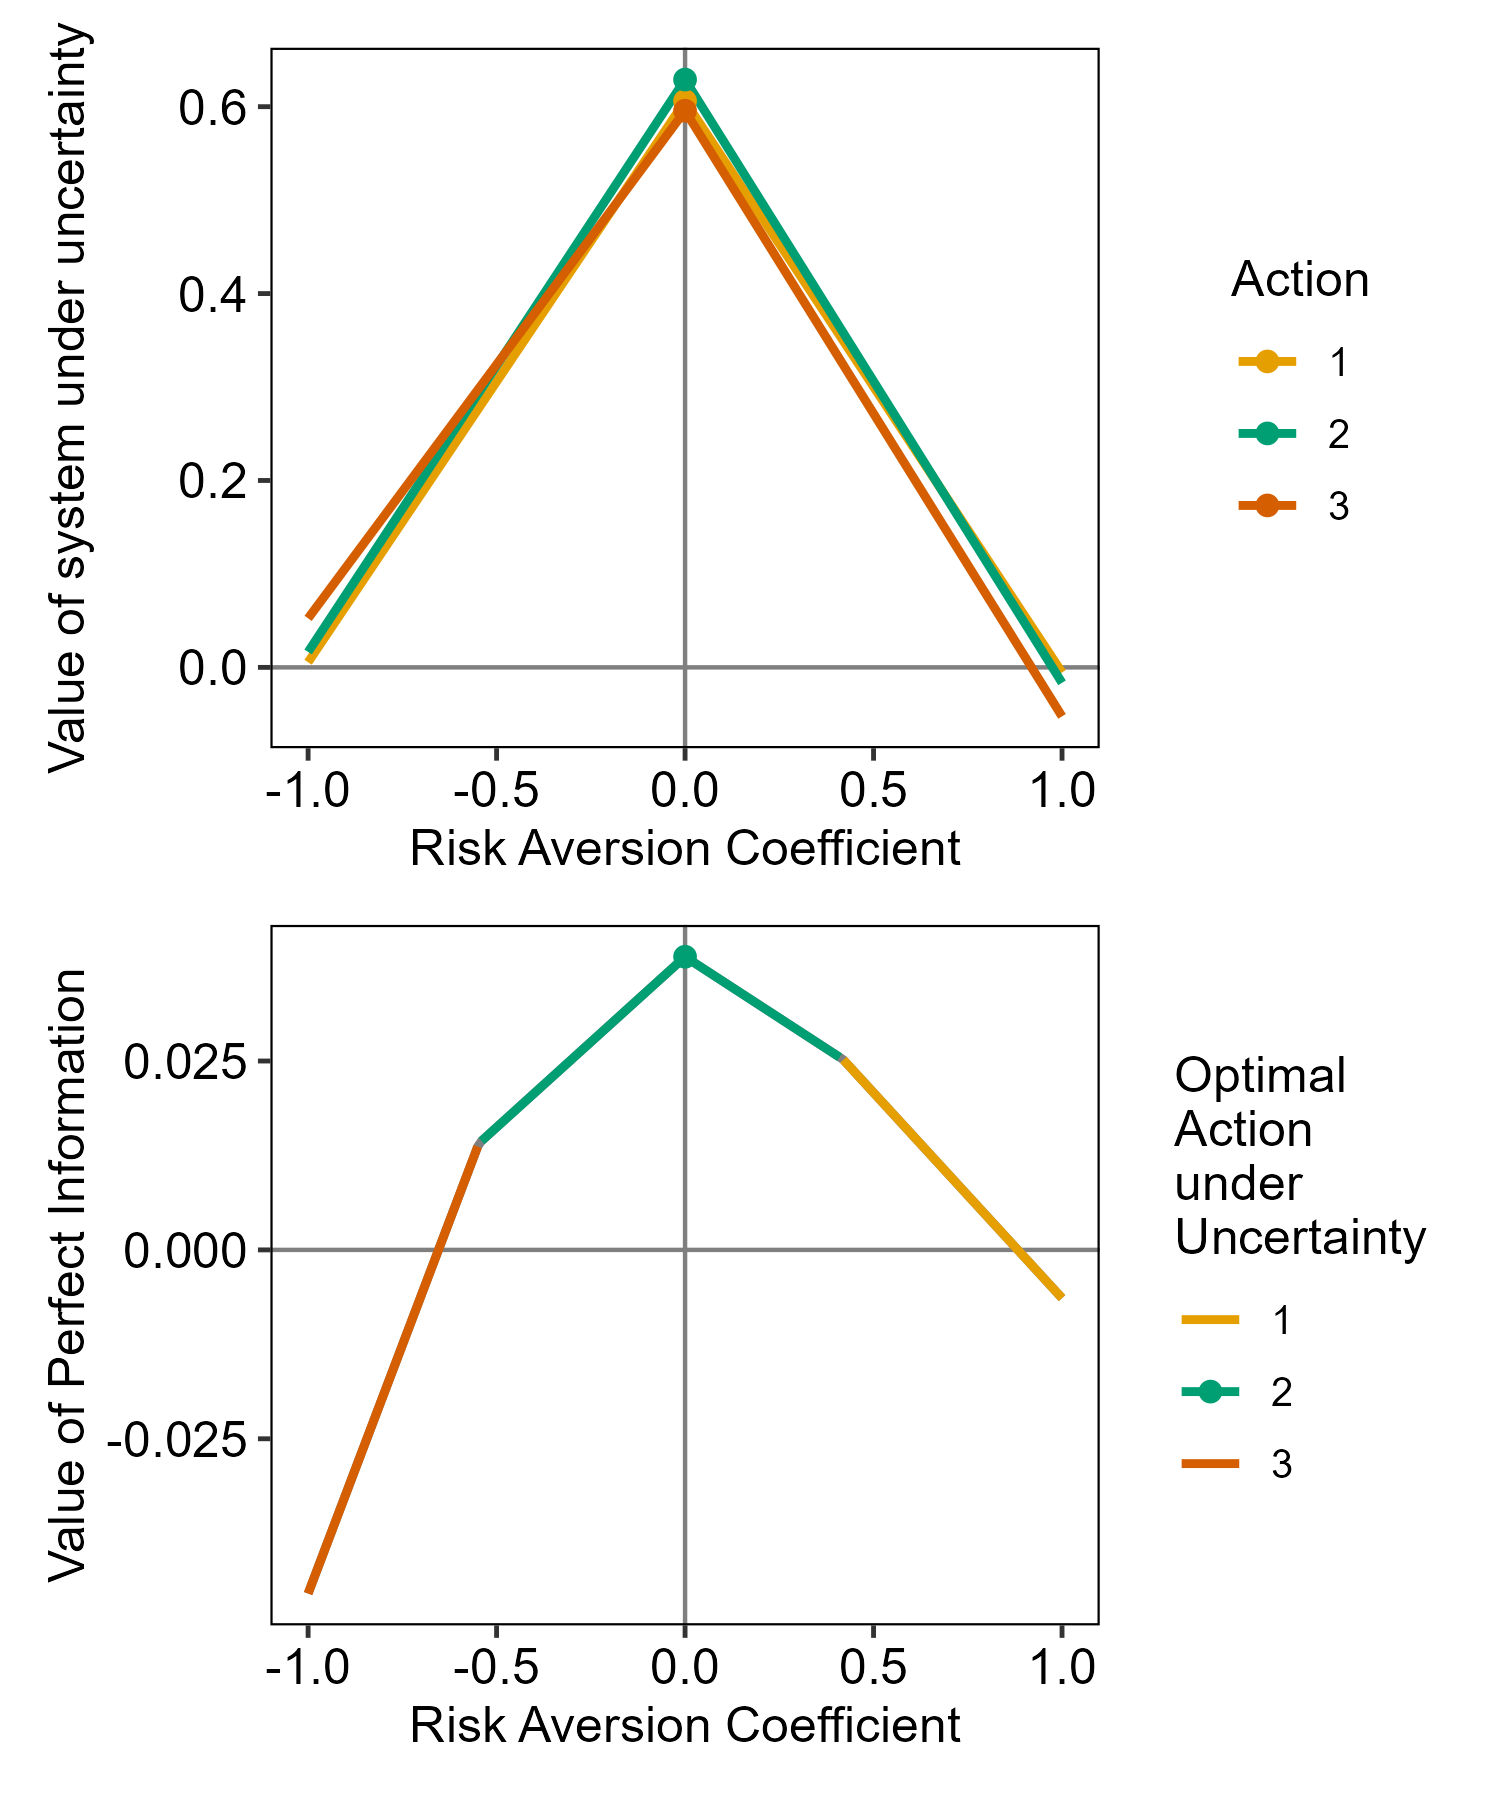 Value of system under uncertainty
0.6
0.4
0.2
0.0
-1.0 -0.5 0.0 0.5 1.0
Risk Aversion Coefficient
Action
1
2
3
Value of Perfect Information
0.025
0.000
-0.025
-1.0 -0.5 0.0 0.5 1.0
Risk Aversion Coefficient
Optimal
Action
under
Uncertainty
1
2
3